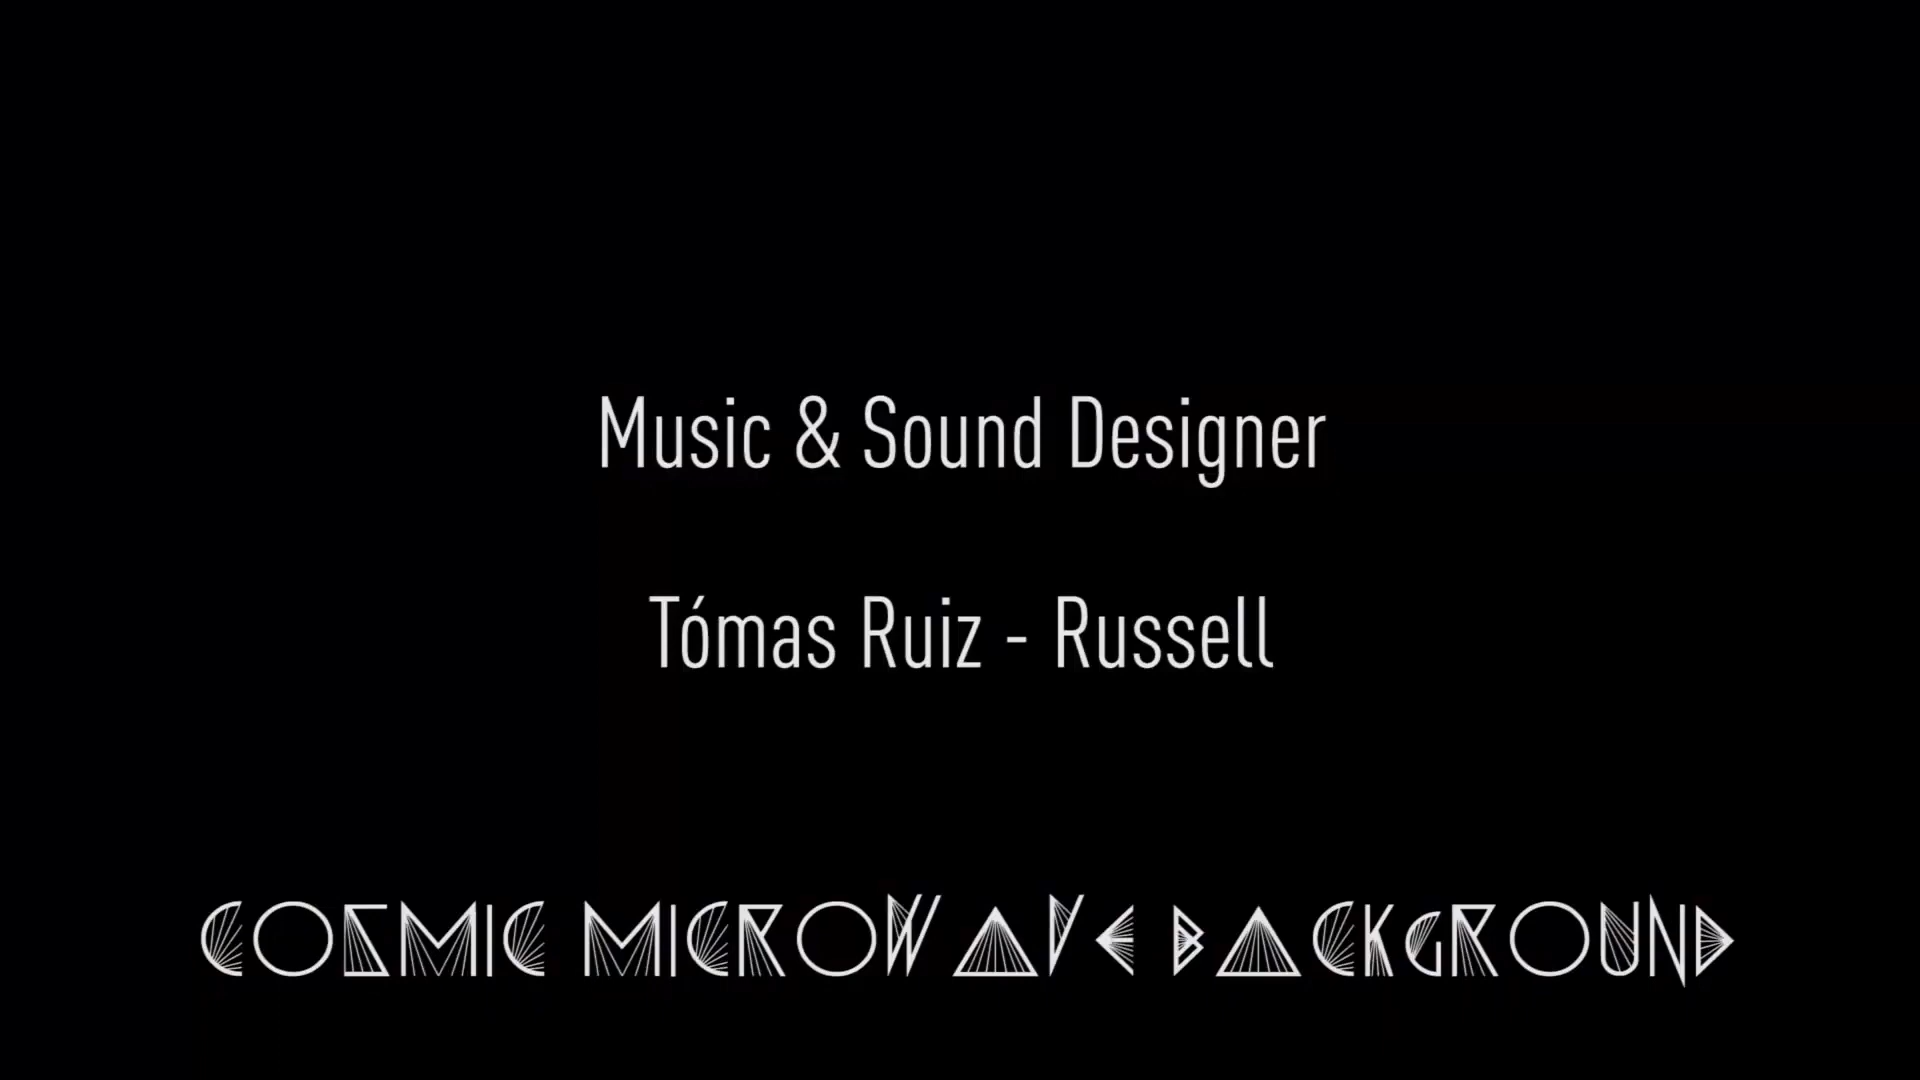 Music & Sound Designer
Tómas Ruiz - Russell
COSMIC MICROWAVE BACKGROUND